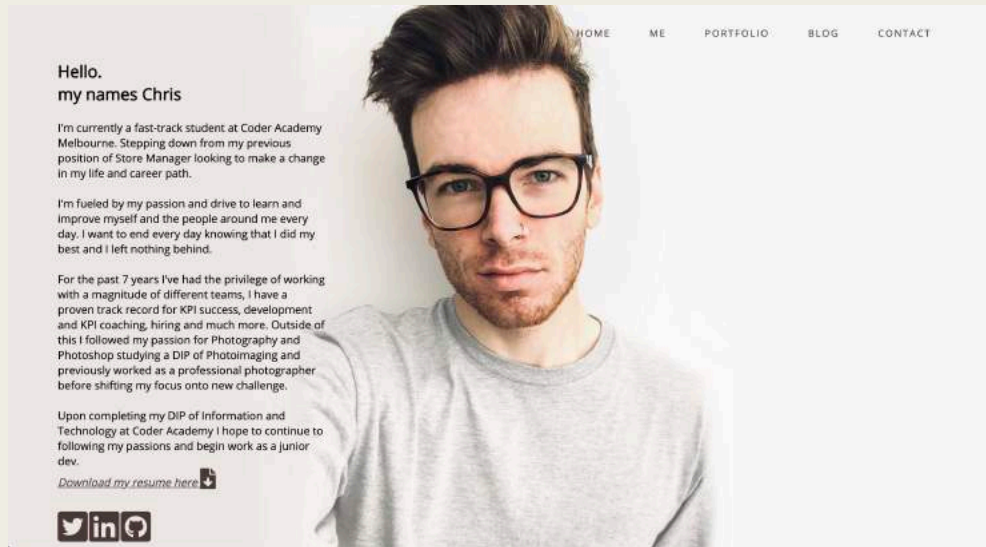 HOME ME PORTFOLIO BLOG CONTACT
Hello.
my names Chris
I'm currently a fast-track student at Coder Academy
Melbourne. Stepping down from my previous
position of Store Manager looking to make a change
in my life and career path.
I'm fueled by my passion and drive to learn and
improve myself and the people around me every
day. I want to end every day knowing that I did my
best and I left nothing behind.
For the past 7 years I've had the privilege of working
with a magnitude of different teams, I have a
proven track record for KPI success, development
and KPI coaching, hiring and much more. Outside of
this I followed my passion for Photography and
Photoshop studying a DIP of Photoimaging and
previously worked as a professional photographer
before shifting my focus onto new challenge.
Upon completing my DIP of Information and
Technology at Coder Academy I hope to continue to
following my passions and begin work as a junior
dev.
Download my resume here
in